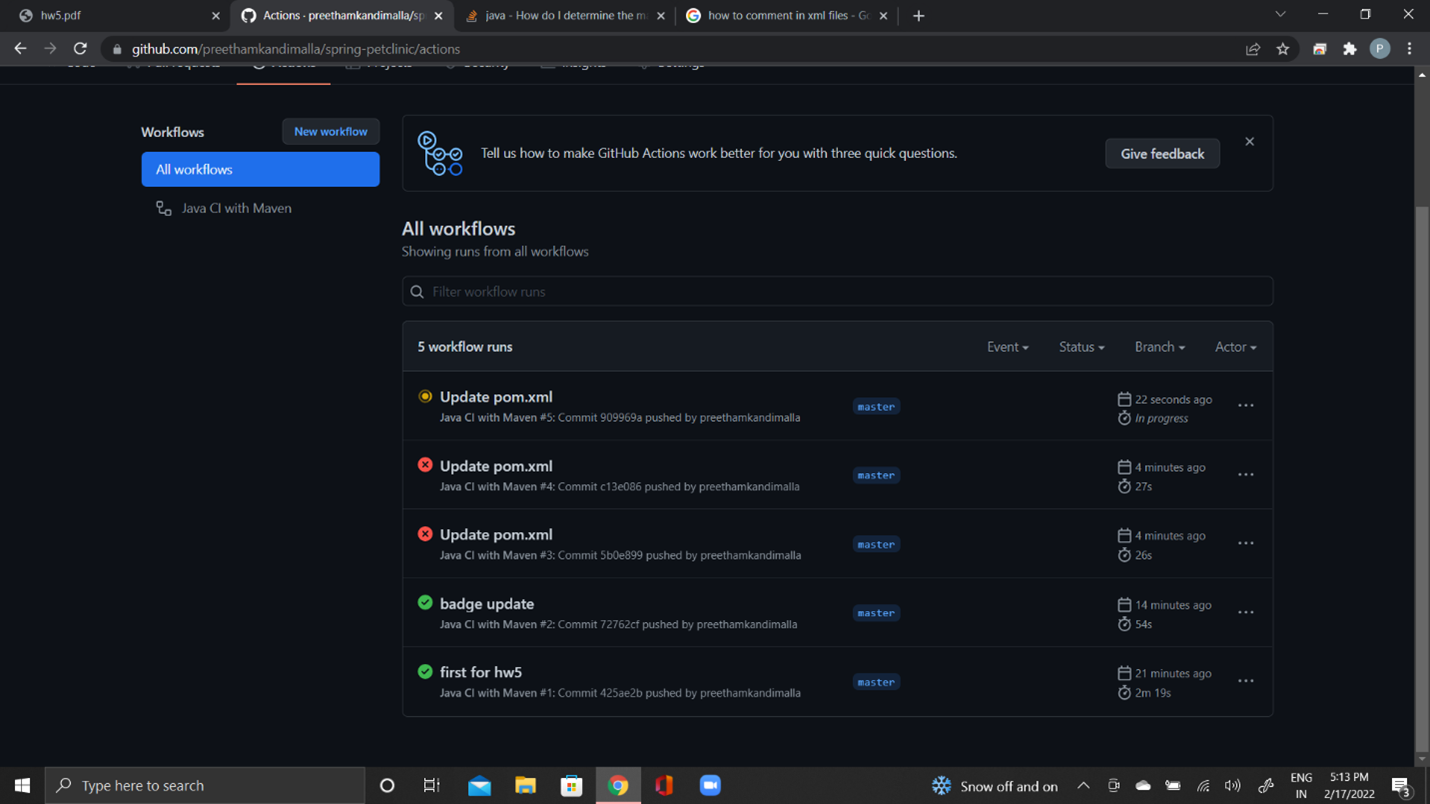 hw5.pdf
Actions · preethamkandimalla/sp
java - How do I determine the m
how to comment in xml files - Go
github.com/preethamkandimalla/spring-petclinic/actions
Code Pull requests Actions Projects Security Insights Settings
Workflows
New workflow
All workflows
Java CI with Maven
Tell us how to make GitHub Actions work better for you with three quick questions.
Give feedback
All workflows
Showing runs from all workflows
Filter workflow runs
5 workflow runs
Event Status Branch Actor
Update pom.xml
Java CI with Maven #5: Commit 909969a pushed by preethamkandimalla
master
22 seconds ago
In progress
Update pom.xml
Java CI with Maven #4: Commit c13e086 pushed by preethamkandimalla
master
4 minutes ago
27s
Update pom.xml
Java CI with Maven #3: Commit 5b0e899 pushed by preethamkandimalla
master
4 minutes ago
26s
badge update
Java CI with Maven #2: Commit 72762cf pushed by preethamkandimalla
master
14 minutes ago
54s
first for hw5
Java CI with Maven #1: Commit 425ae2b pushed by preethamkandimalla
master
21 minutes ago
2m 19s
Type here to search
Snow off and on
ENG
IN
5:13 PM
2/17/2022
3
P